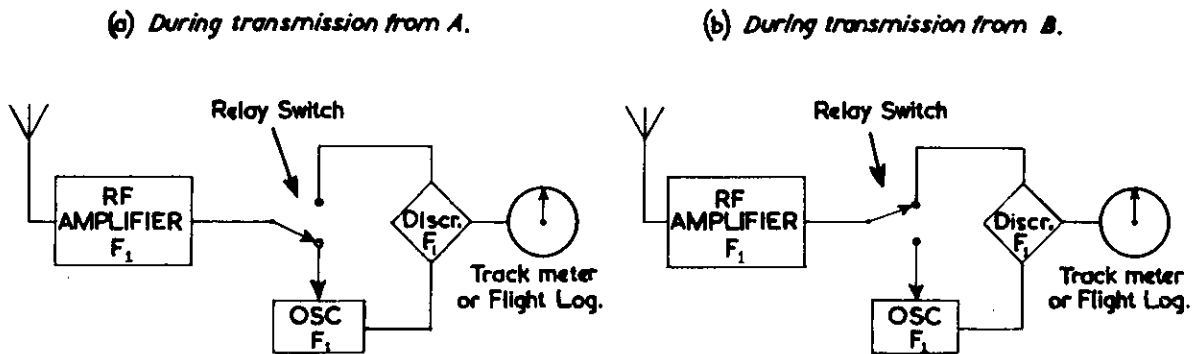 (a) During transmission from A.
Relay Switch
RF
AMPLIFIER
F₁
Discr.
F₁
OSC
F₁
Track meter
or Flight Log.
(b) During transmission from B.
Relay Switch
RF
AMPLIFIER
F₁
Discr.
F₁
OSC
F₁
Track meter
or Flight Log.